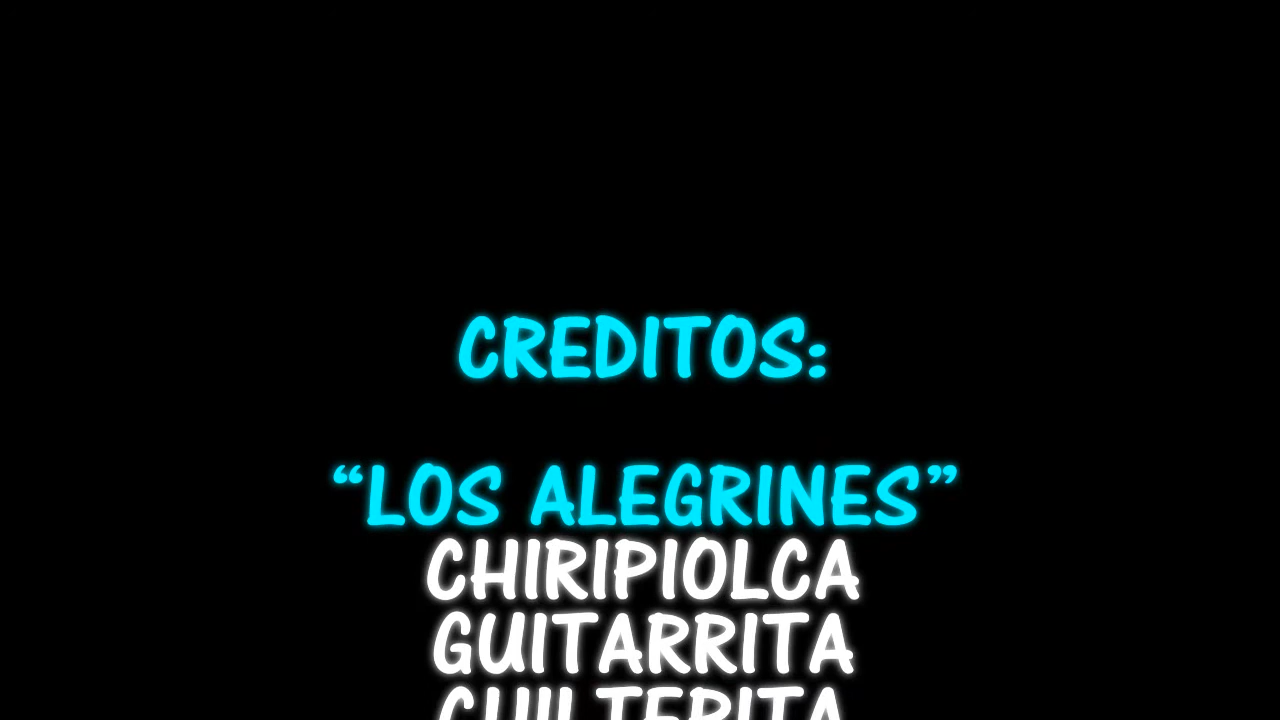 CREDITOS:
“LOS ALEGRINES”
CHIRIPIOLCA
GUITARRITA